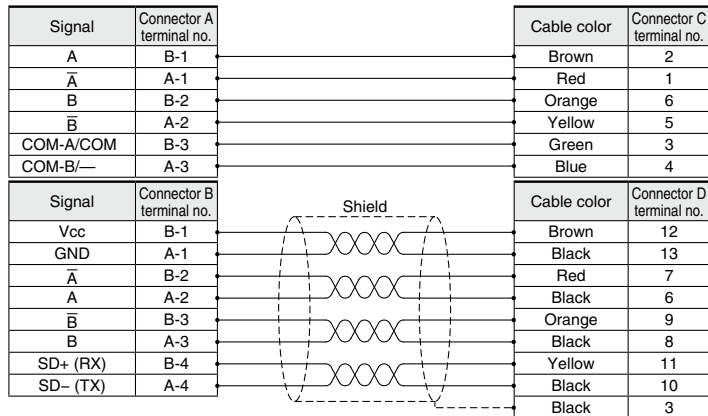 Signal Connector A terminal no. Cable color Connector C terminal no.
A B-1 Brown 2
A̅ A-1 Red 1
B B-2 Orange 6
B̅ A-2 Yellow 5
COM-A/COM B-3 Green 3
COM-B/— A-3 Blue 4
Signal Connector B terminal no. Shield Cable color Connector D terminal no.
Vcc B-1 Brown 12
GND A-1 Black 13
A̅ B-2 Red 7
A A-2 Black 6
B̅ B-3 Orange 9
B A-3 Black 8
SD+ (RX) B-4 Yellow 11
SD− (TX) A-4 Black 10
Black 3